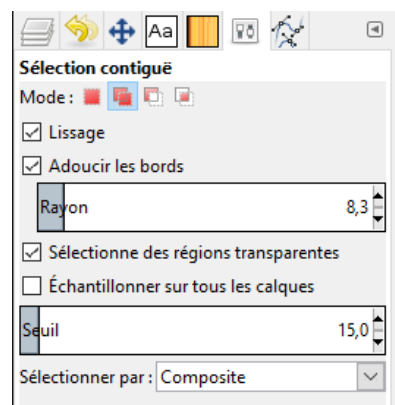 Aa
Sélection contiguë
Mode :
Lissage
Adoucir les bords
Rayon 8,3
Sélectionne des régions transparentes
Échantillonner sur tous les calques
Seuil 15,0
Sélectionner par : Composite